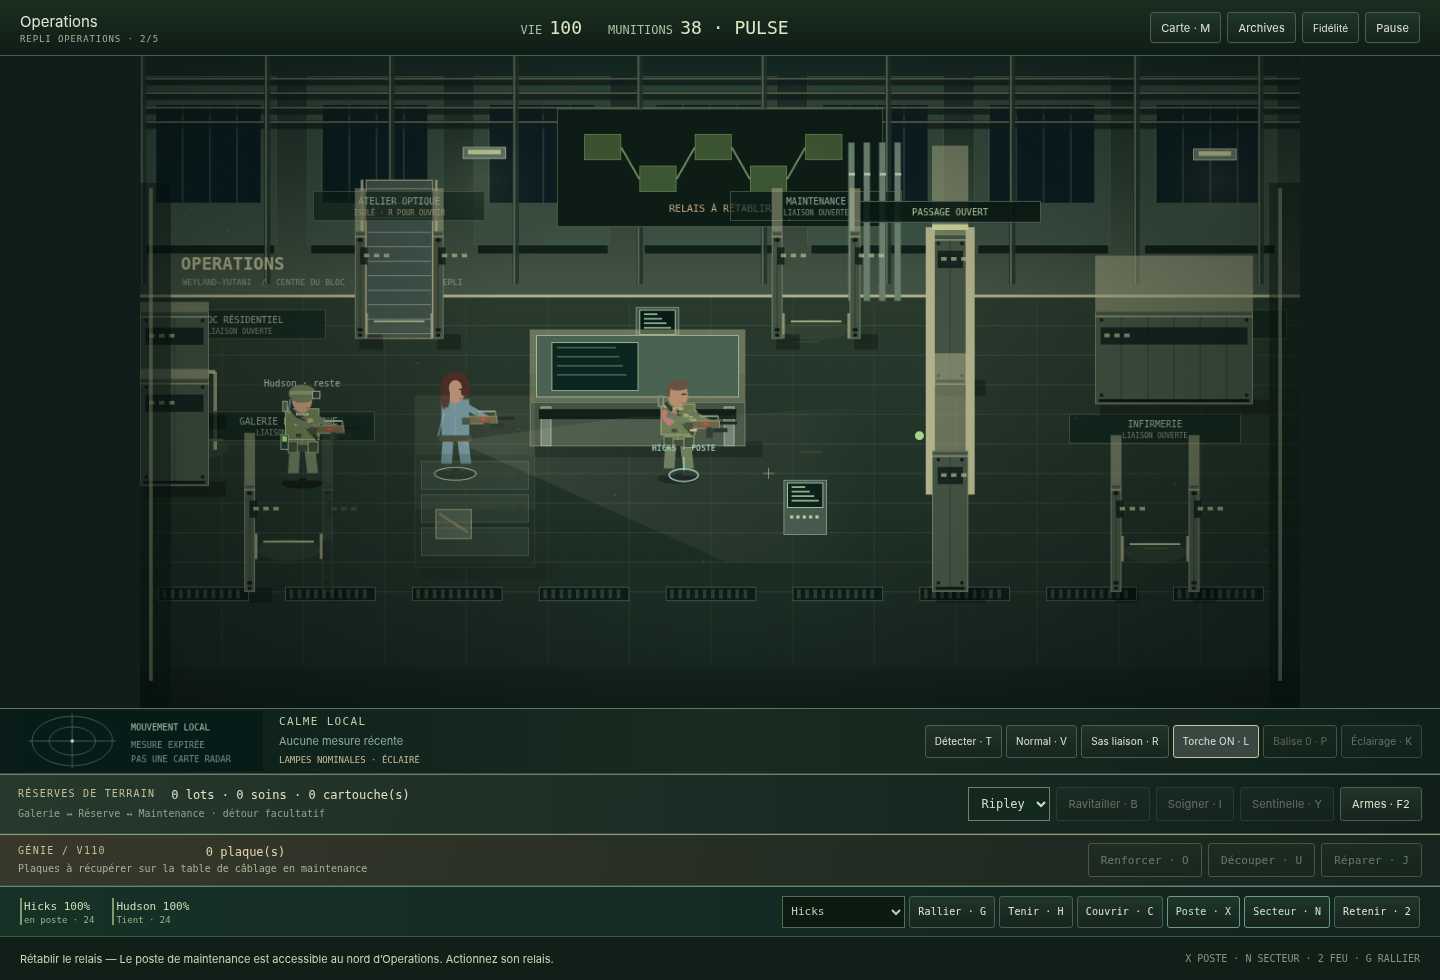 Operations
REPLI OPERATIONS · 2/5
VIE 100 MUNITIONS 38 · PULSE
Carte · M
Archives
Fidélité
Pause
ATELIER OPTIQUE
ISOLÉ · R POUR OUVRIR
RELAIS À RÉTABLIR
MAINTENANCE
LIAISON OUVERTE
PASSAGE OUVERT
OPERATIONS
WEYLAND-YUTANI / CENTRE DU BLOC ·
EPLI
OC RÉSIDENTIEL
LIAISON OUVERTE
Hudson · reste
GALERIE
HICKS · POSTE
INFIRMERIE
LIAISON OUVERTE
MOUVEMENT LOCAL
MESURE EXPIRÉE
PAS UNE CARTE RADAR
CALME LOCAL
Aucune mesure récente
LAMPES NOMINALES · ÉCLAIRÉ
Détecter · T
Normal · V
Sas liaison · R
Torche ON · L
Balise 0 · P
Éclairage · K
RÉSERVES DE TERRAIN 0 lots · 0 soins · 0 cartouche(s)
Galerie ↔ Réserve ↔ Maintenance · détour facultatif
Ripley
Ravitailler · B
Soigner · I
Sentinelle · Y
Armes · F2
GÉNIE / V110 0 plaque(s)
Plaques à récupérer sur la table de câblage en maintenance
Renforcer · O
Découper · U
Réparer · J
Hicks 100%
en poste · 24
Hudson 100%
Tient · 24
Hicks
Rallier · G
Tenir · H
Couvrir · C
Poste · X
Secteur · N
Retenir · 2
Rétablir le relais — Le poste de maintenance est accessible au nord d'Operations. Actionnez son relais.
X POSTE · N SECTEUR · 2 FEU · G RALLIER